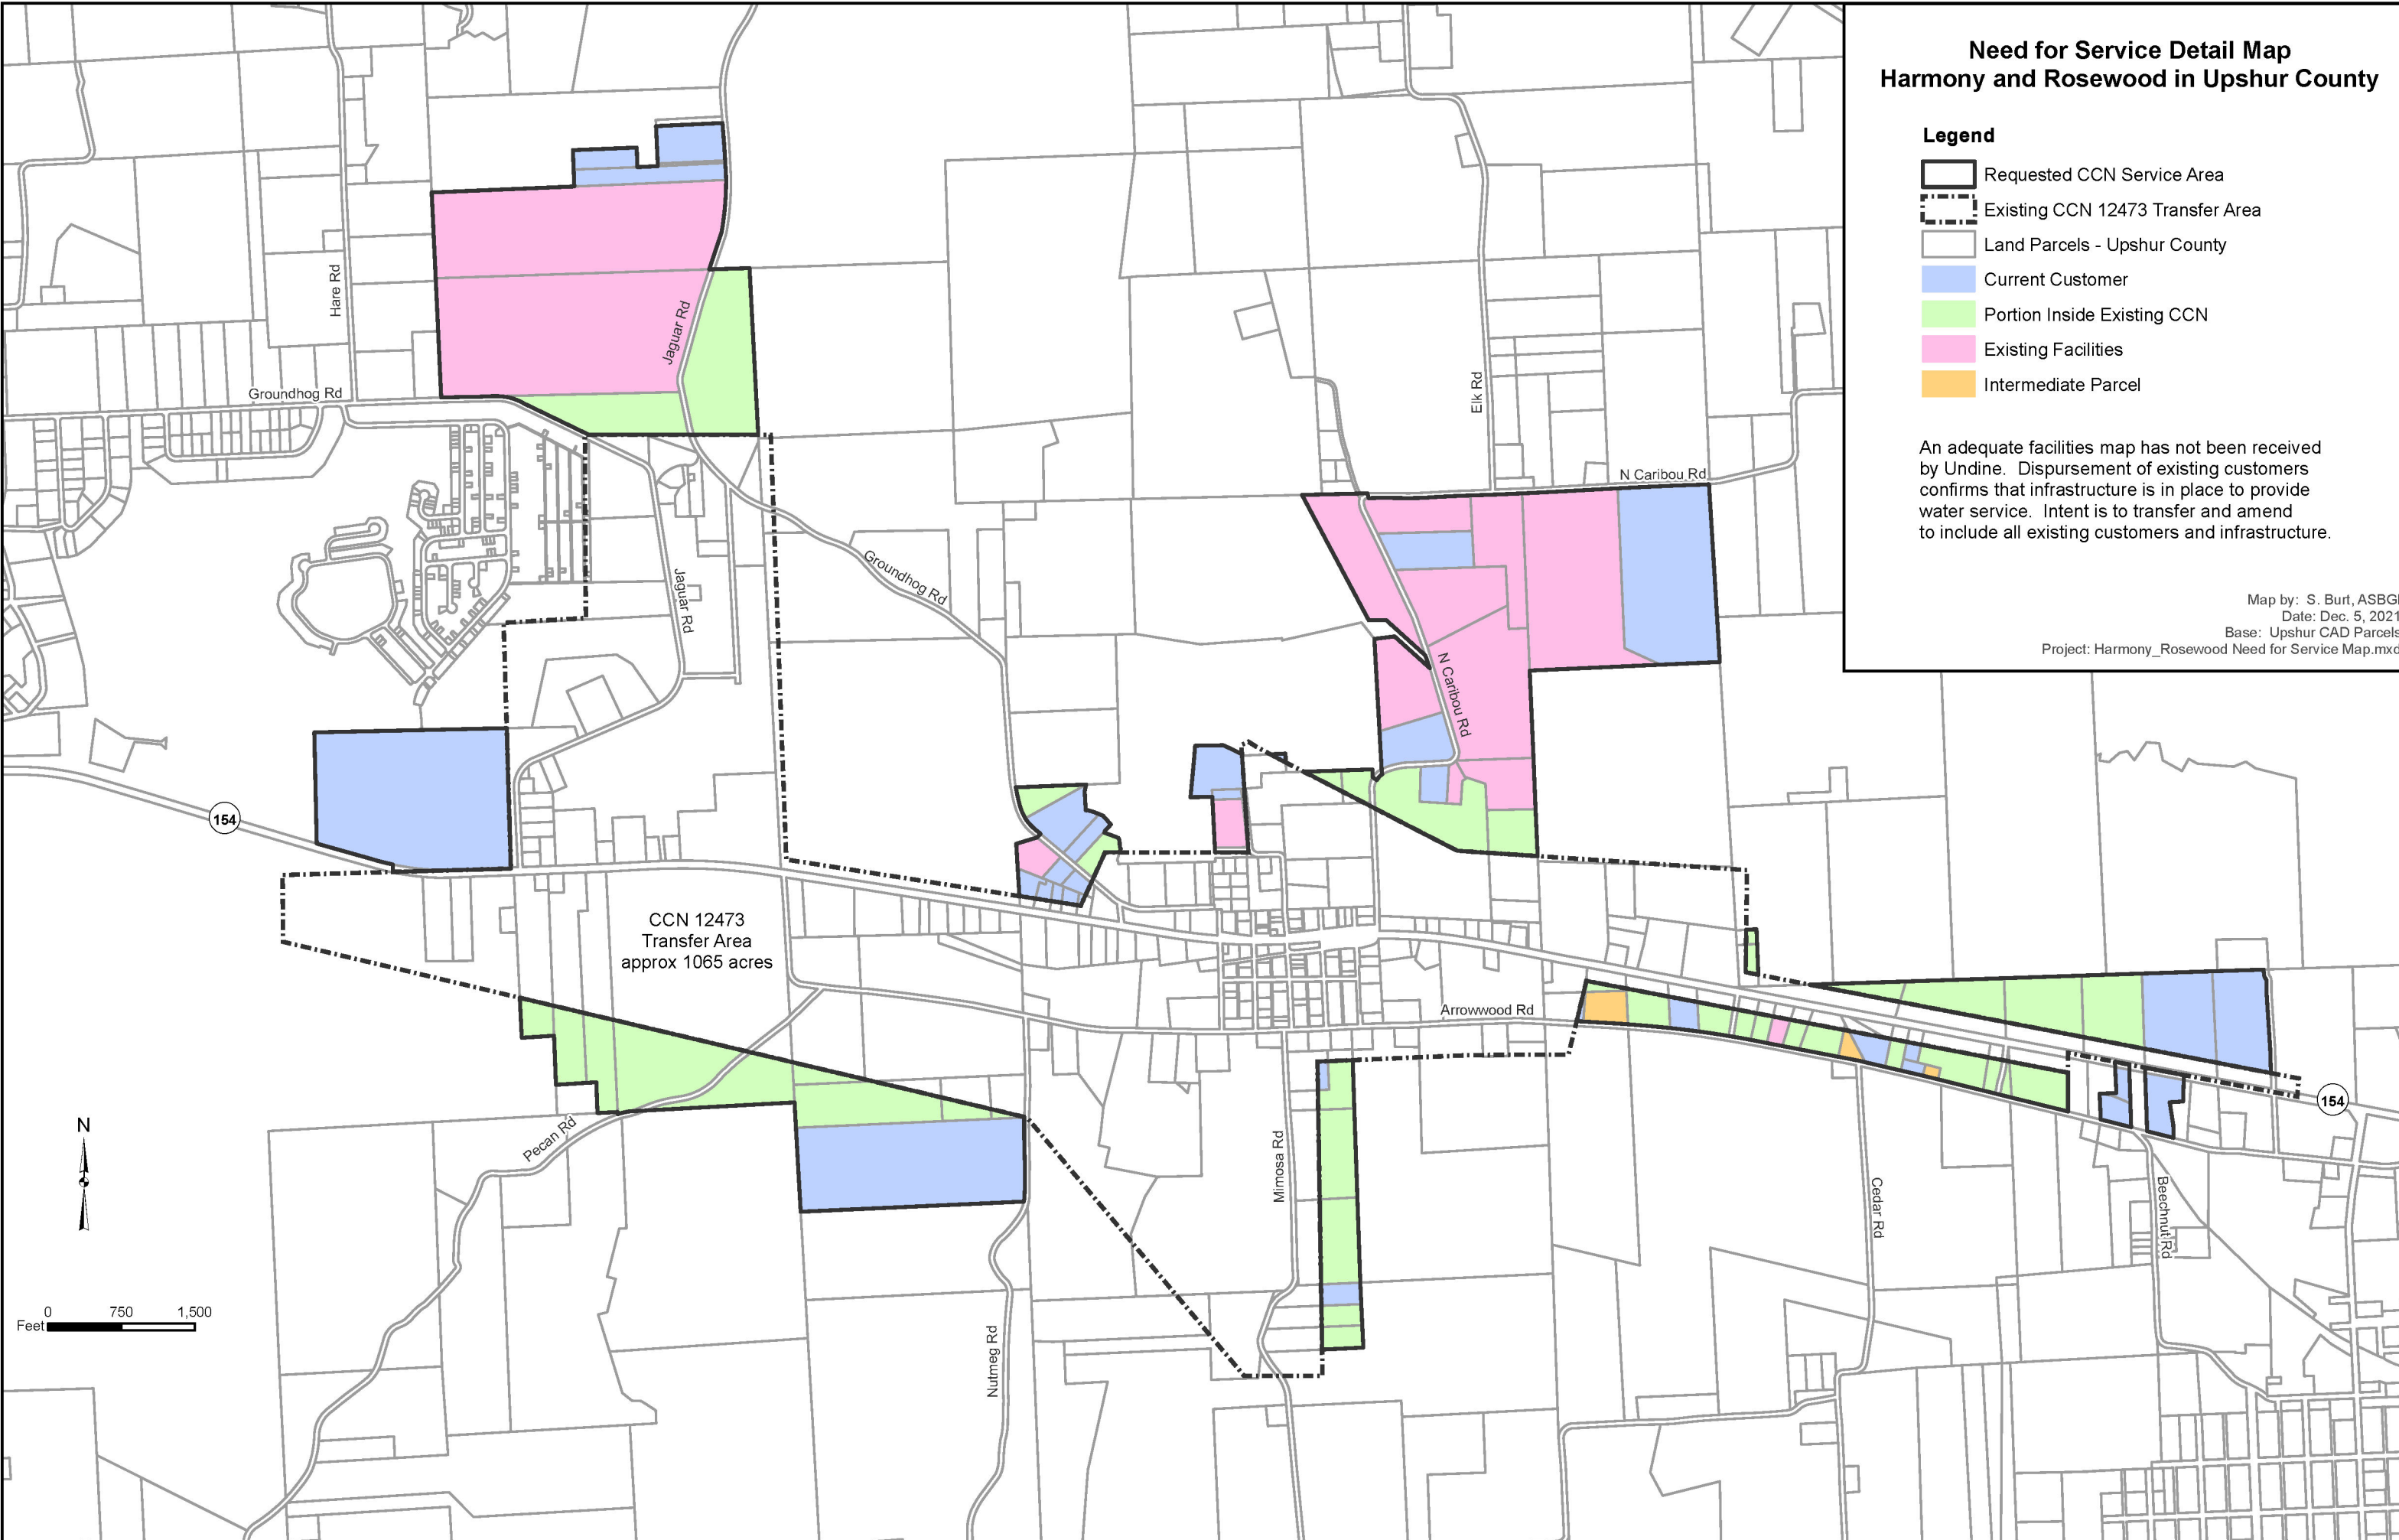 Need for Service Detail Map
Harmony and Rosewood in Upshur County
Legend
Requested CCN Service Area
Existing CCN 12473 Transfer Area
Land Parcels - Upshur County
Current Customer
Portion Inside Existing CCN
Existing Facilities
Intermediate Parcel
An adequate facilities map has not been received
by Undine. Dispursement of existing customers
confirms that infrastructure is in place to provide
water service. Intent is to transfer and amend
to include all existing customers and infrastructure.
Map by: S. Burt, ASBGI
Date: Dec. 5, 2021
Base: Upshur CAD Parcels
Project: Harmony_Rosewood Need for Service Map.mxd
Hare Rd
Jaguar Rd
Groundhog Rd
Elk Rd
N Caribou Rd
Groundhog Rd
Jaguar Rd
N Caribou Rd
154
CCN 12473
Transfer Area
approx 1065 acres
Arrowwood Rd
154
N
Pecan Rd
Mimosa Rd
Cedar Rd
Beechnut Rd
0 750 1,500
Feet
Nutmeg Rd